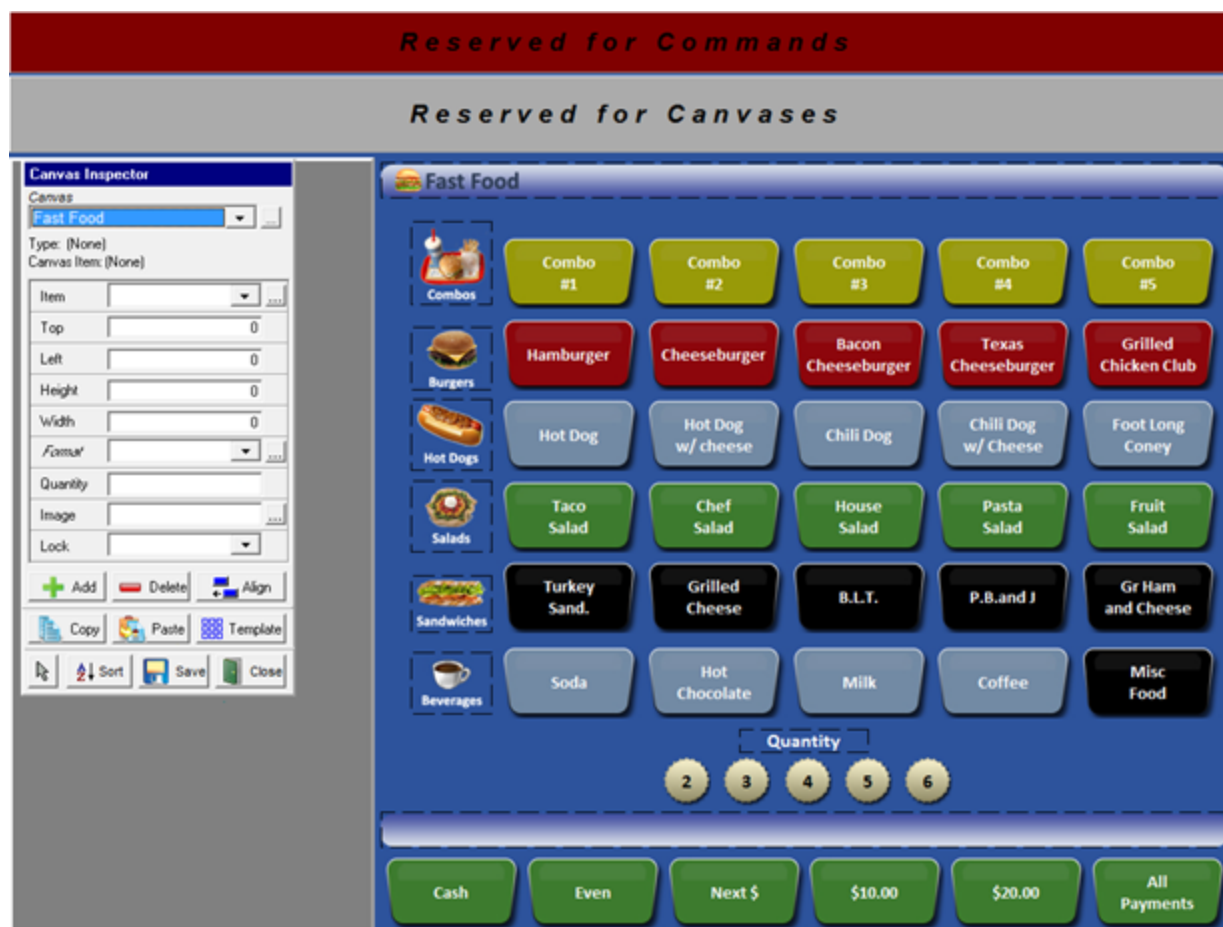 Reserved for Commands
Reserved for Canvases
Canvas Inspector
Canvas
Fast Food
...
Type: (None)
Canvas Item: (None)
Item
...
Top 0
Left 0
Height 0
Width 0
Format
...
Quantity
Image
...
Lock
Add Delete Align
Copy Paste Template
Sort Save Close
Fast Food
Combos
Combo
#1
Combo
#2
Combo
#3
Combo
#4
Combo
#5
Burgers
Hamburger
Cheeseburger
Bacon
Cheeseburger
Texas
Cheeseburger
Grilled
Chicken Club
Hot Dogs
Hot Dog
Hot Dog
w/ cheese
Chili Dog
Chili Dog
w/ Cheese
Foot Long
Coney
Salads
Taco
Salad
Chef
Salad
House
Salad
Pasta
Salad
Fruit
Salad
Sandwiches
Turkey
Sand.
Grilled
Cheese
B.L.T.
P.B.and J
Gr Ham
and Cheese
Beverages
Soda
Hot
Chocolate
Milk
Coffee
Misc
Food
Quantity
2 3 4 5 6
Cash
Even
Next $
$10.00
$20.00
All
Payments